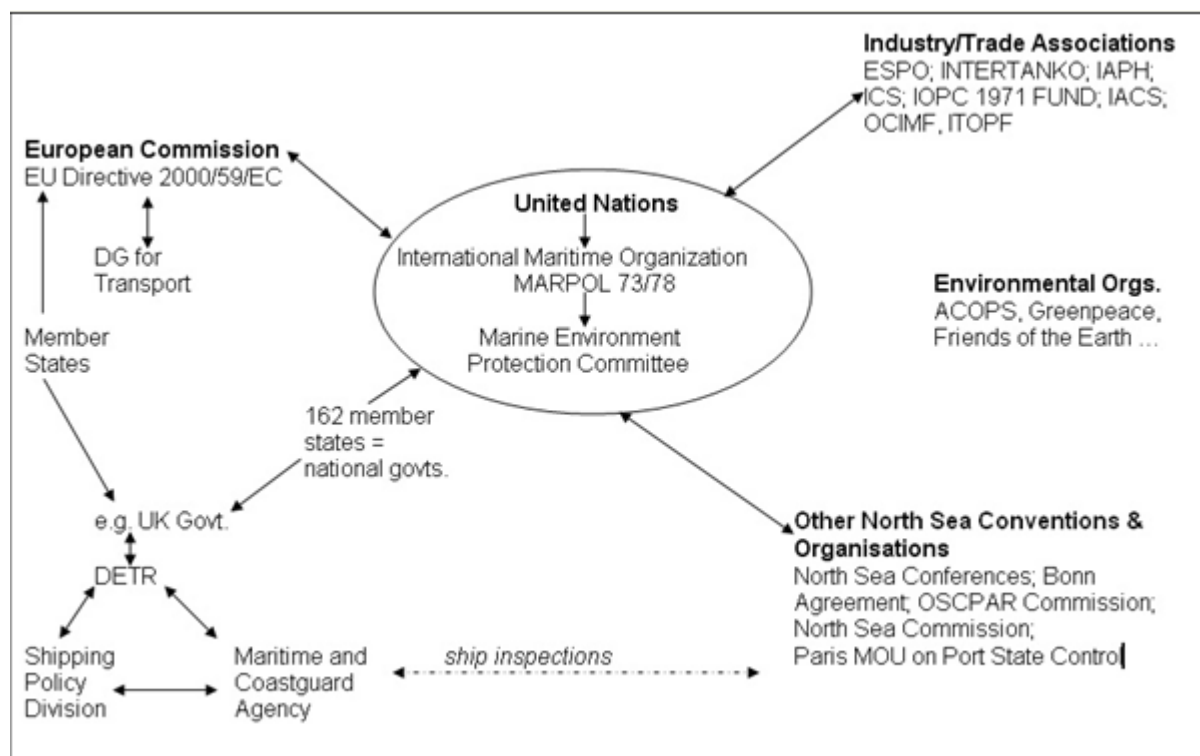 Industry/Trade Associations
ESPO; INTERTANKO; IAPH;
ICS; IOPC 1971 FUND; IACS;
OCIMF, ITOPF
European Commission
EU Directive 2000/59/EC
DG for
Transport
Member
States
United Nations
International Maritime Organization
MARPOL 73/78
Marine Environment
Protection Committee
Environmental Orgs.
ACOPS, Greenpeace,
Friends of the Earth ...
162 member
states =
national govts.
e.g. UK Govt.
DETR
Shipping
Policy
Division
Maritime and
Coastguard
Agency
ship inspections
Other North Sea Conventions &
Organisations
North Sea Conferences; Bonn
Agreement; OSCPAR Commission;
North Sea Commission;
Paris MOU on Port State Control